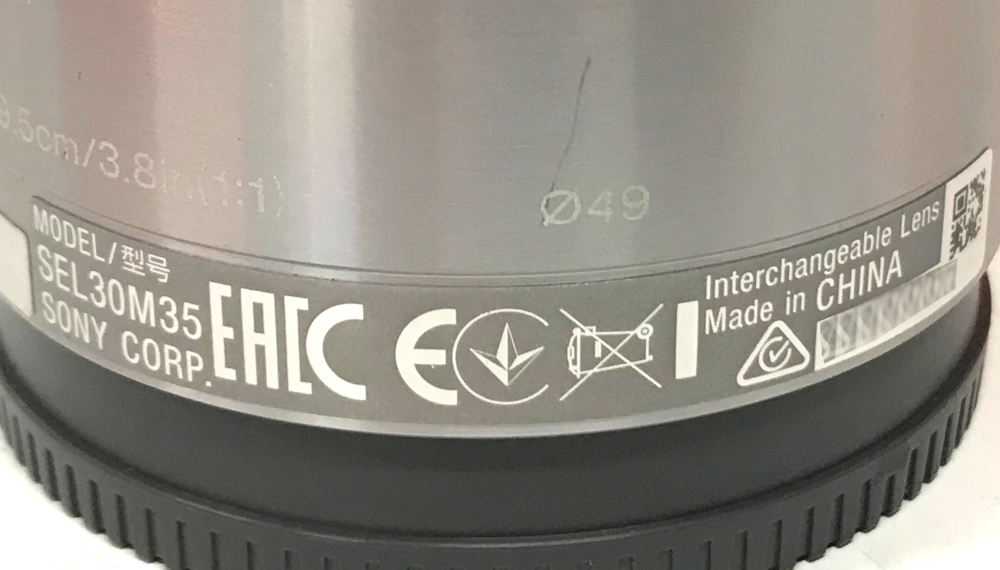 9.5cm/3.8in(1:1)
Ø49
MODEL/型号
SEL30M35
SONY CORP.
EAC
CE
Interchangeable Lens
Made in CHINA